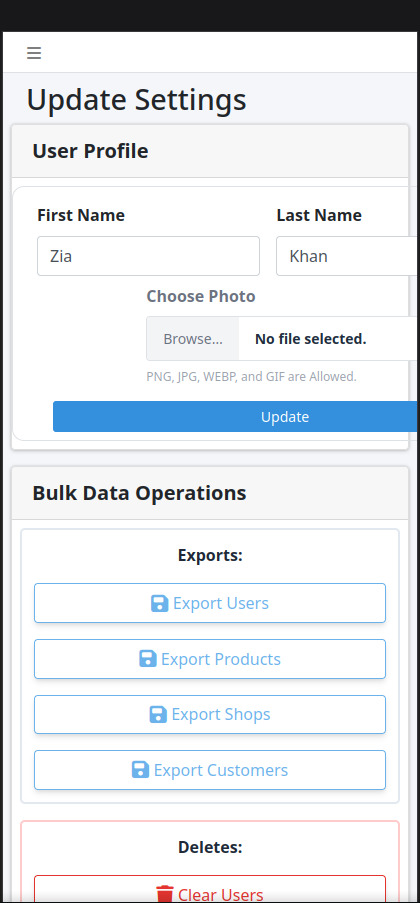 Update Settings
User Profile
First Name Last Name
Zia Khan
Choose Photo
Browse... No file selected.
PNG, JPG, WEBP, and GIF are Allowed.
Update
Bulk Data Operations
Exports:
Export Users
Export Products
Export Shops
Export Customers
Deletes:
Clear Users